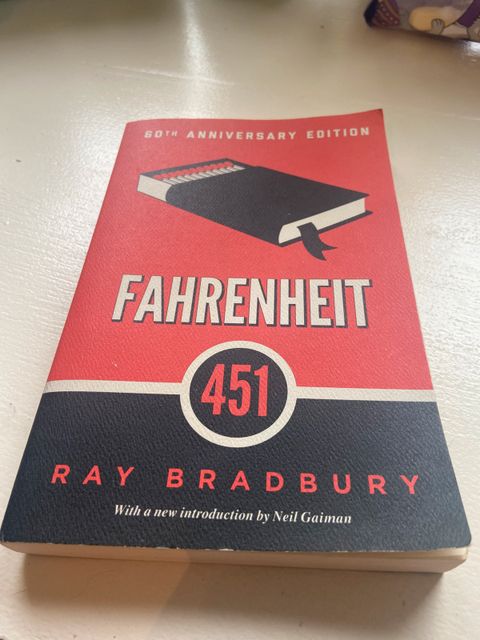 60TH ANNIVERSARY EDITION
FAHRENHEIT
451
RAY BRADBURY
With a new introduction by Neil Gaiman